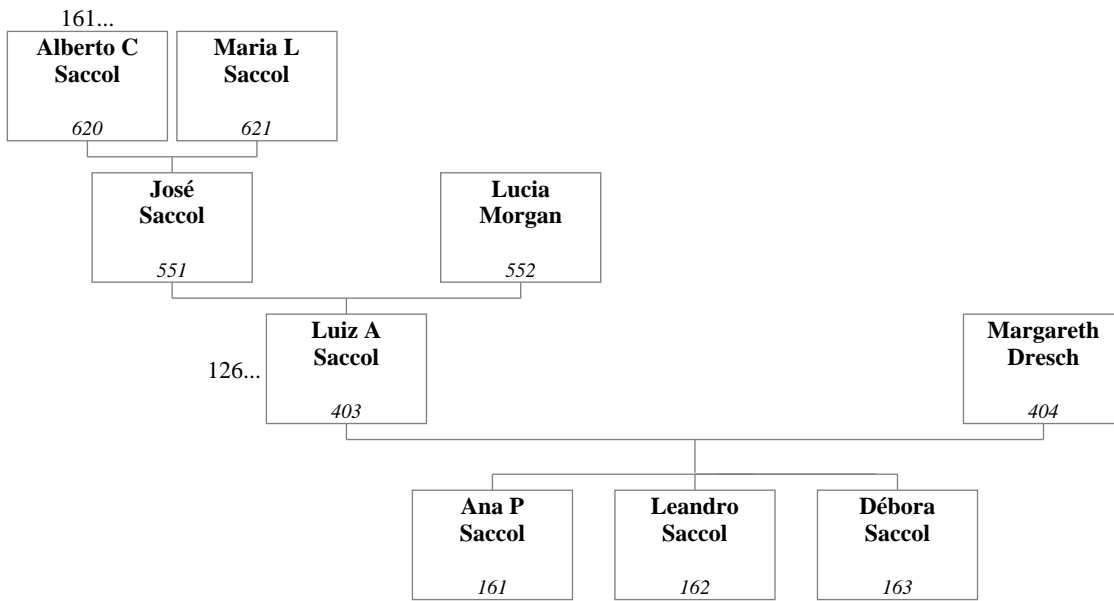 161...
Alberto C
Saccol
620
Maria L
Saccol
621
José
Saccol
551
Lucia
Morgan
552
126...
Luiz A
Saccol
403
Margareth
Dresch
404
Ana P
Saccol
161
Leandro
Saccol
162
Débora
Saccol
163